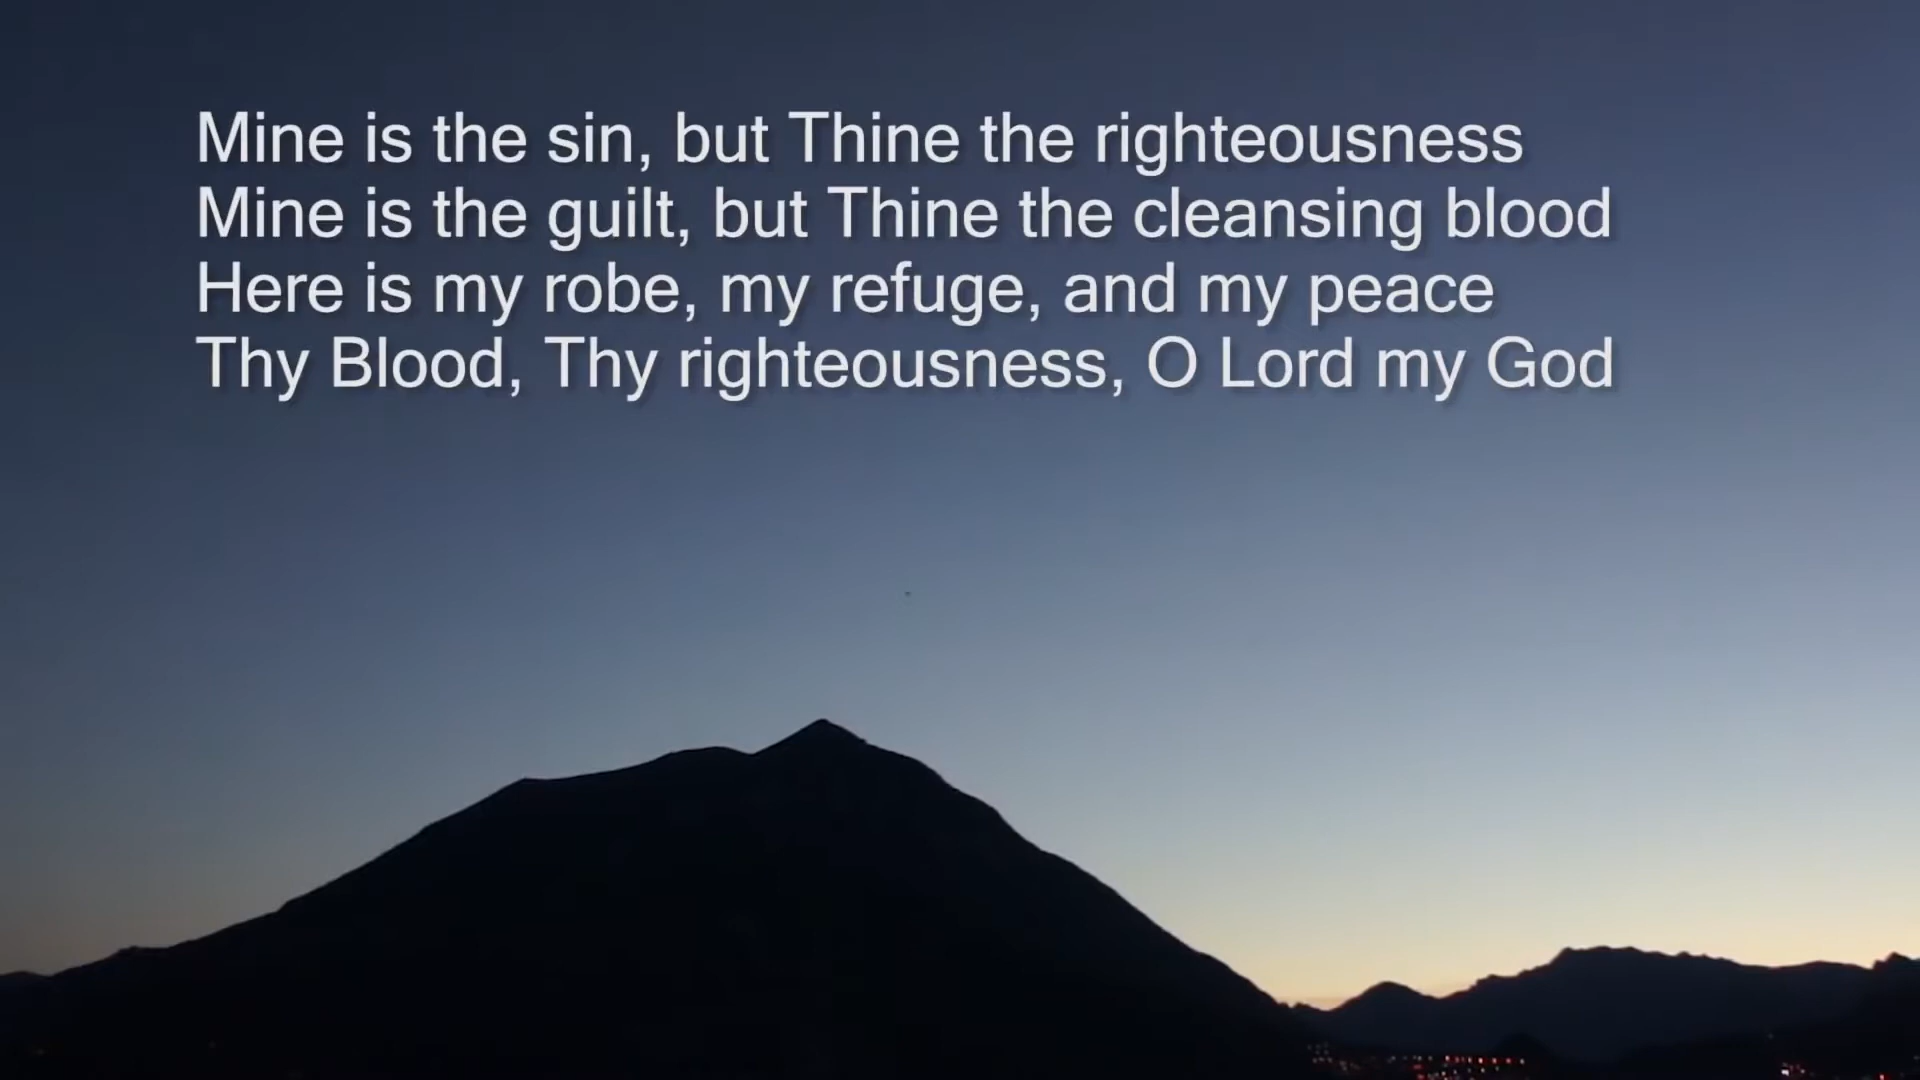 Mine is the sin, but Thine the righteousness
Mine is the guilt, but Thine the cleansing blood
Here is my robe, my refuge, and my peace
Thy Blood, Thy righteousness, O Lord my God